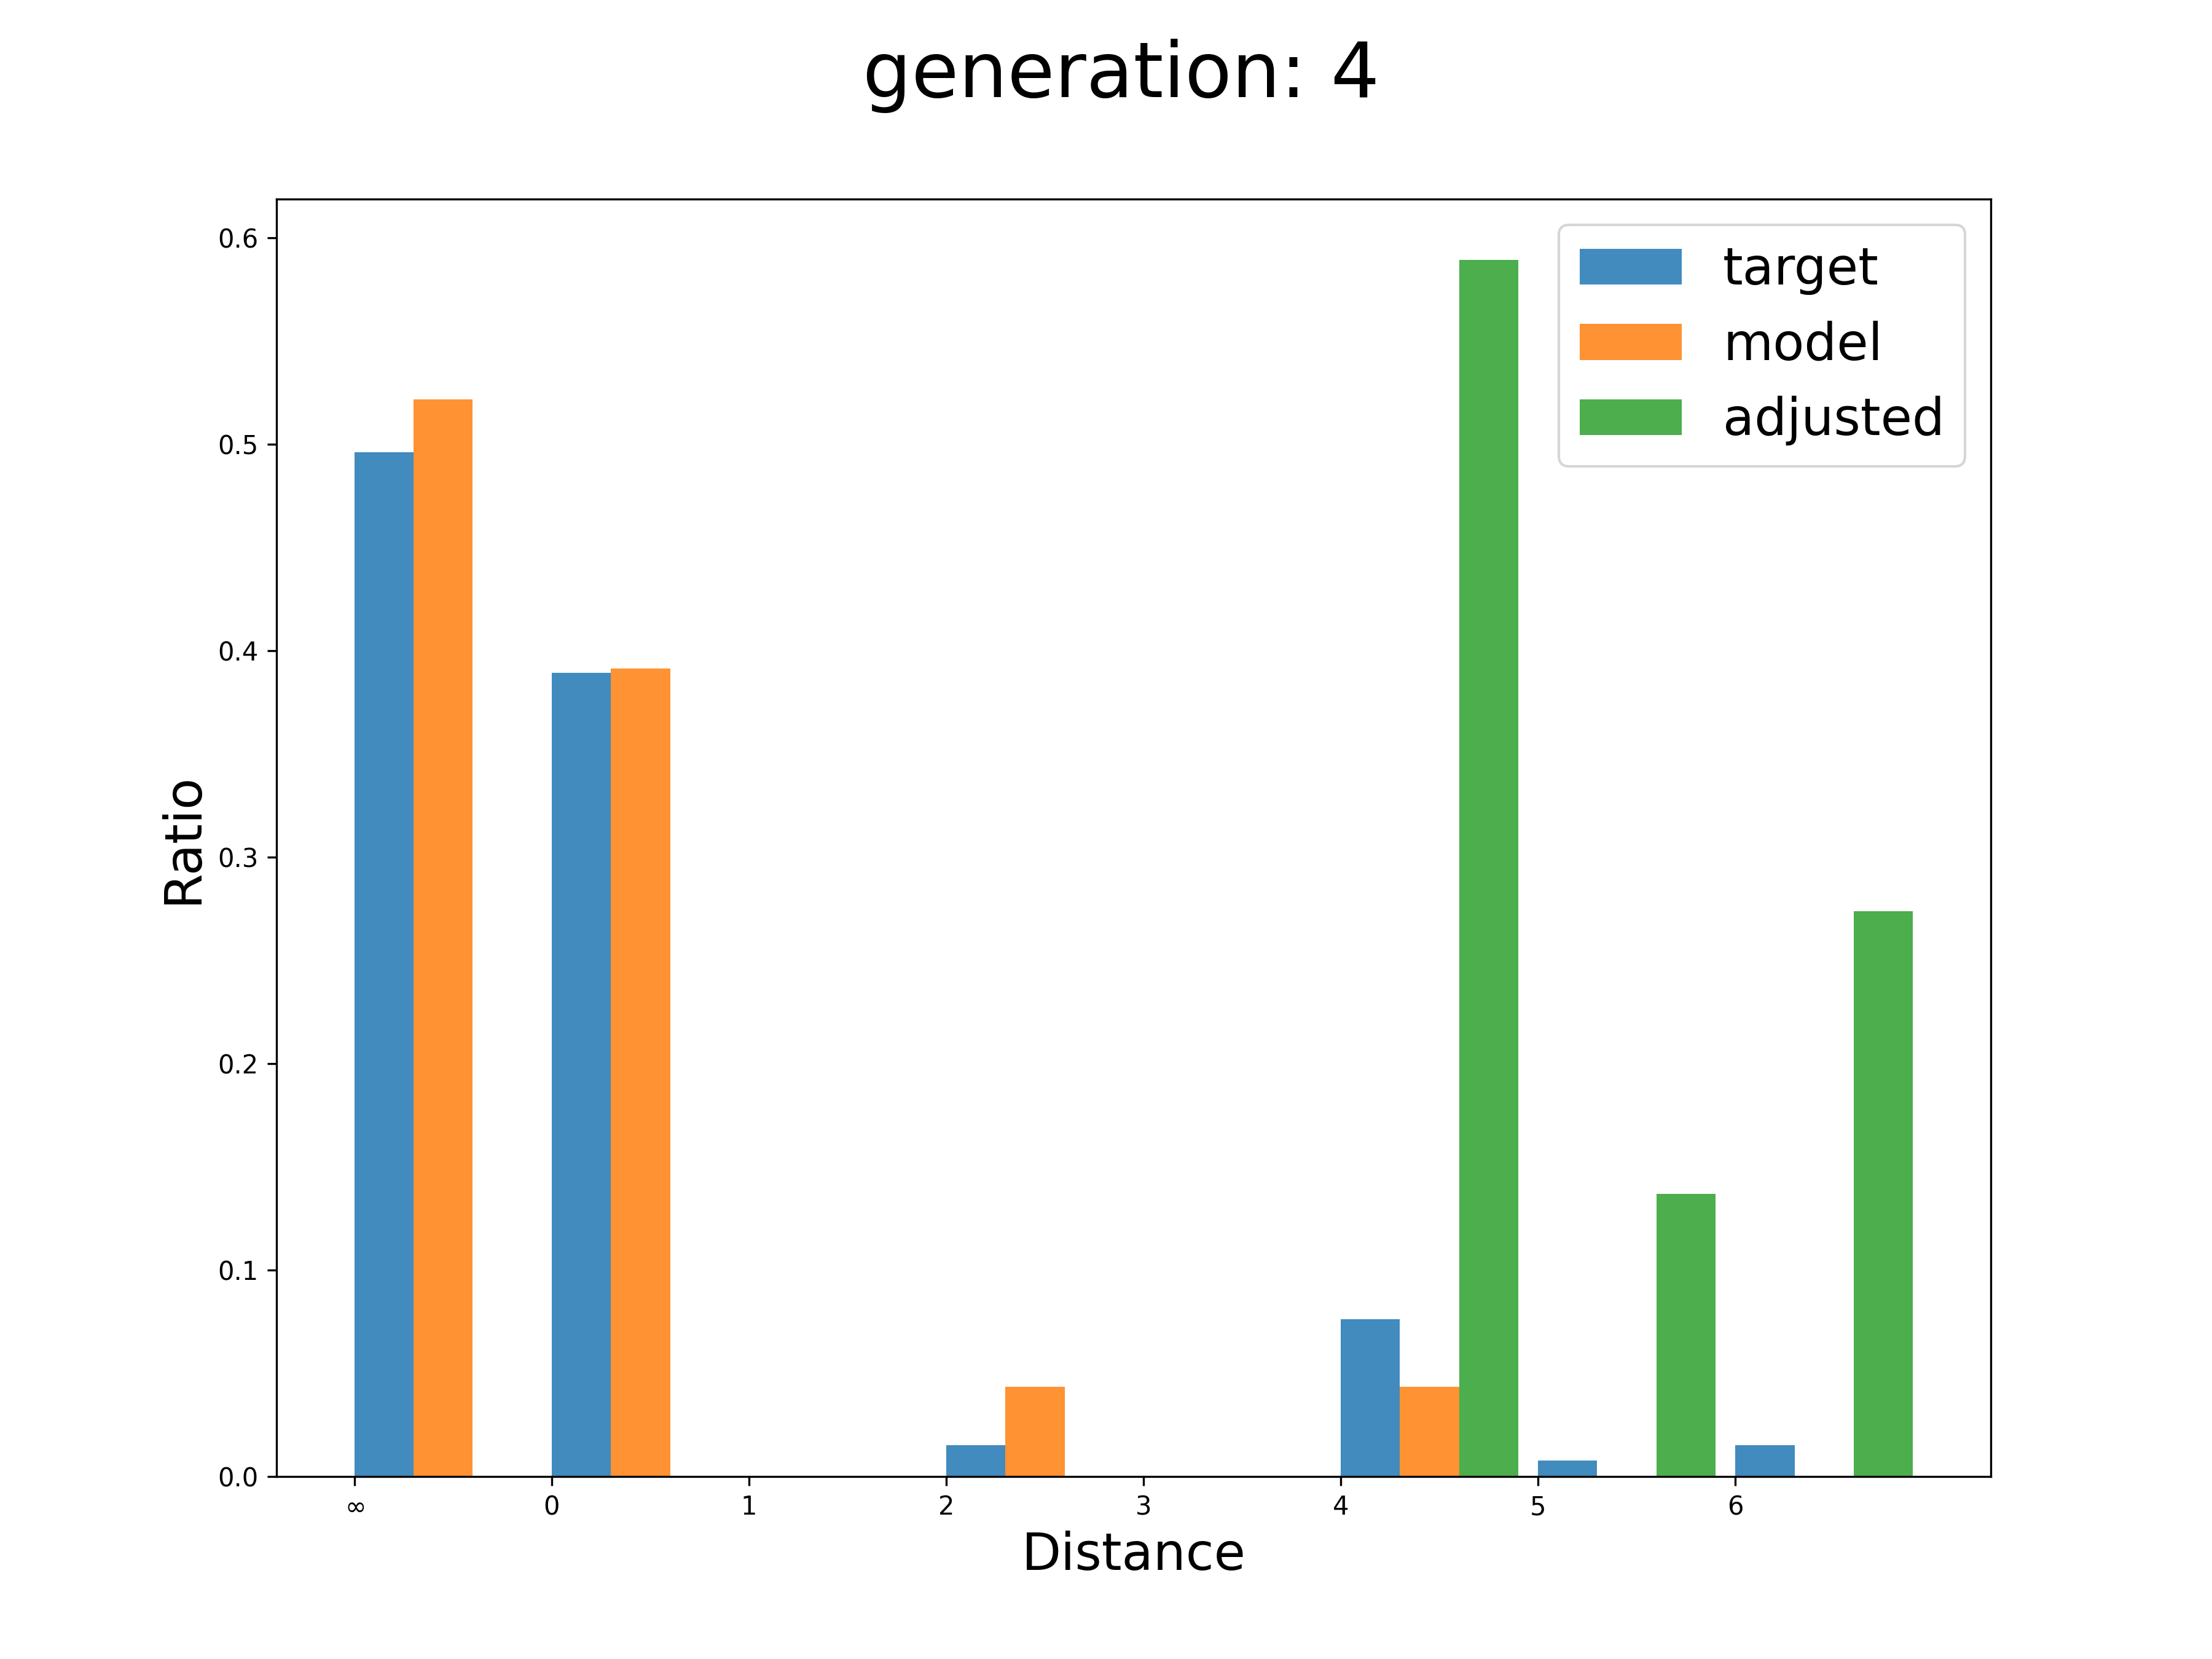 generation: 4
target
model
adjusted
Ratio
0.6
0.5
0.4
0.3
0.2
0.1
0.0
∞ 0 1 2 3 4 5 6
Distance